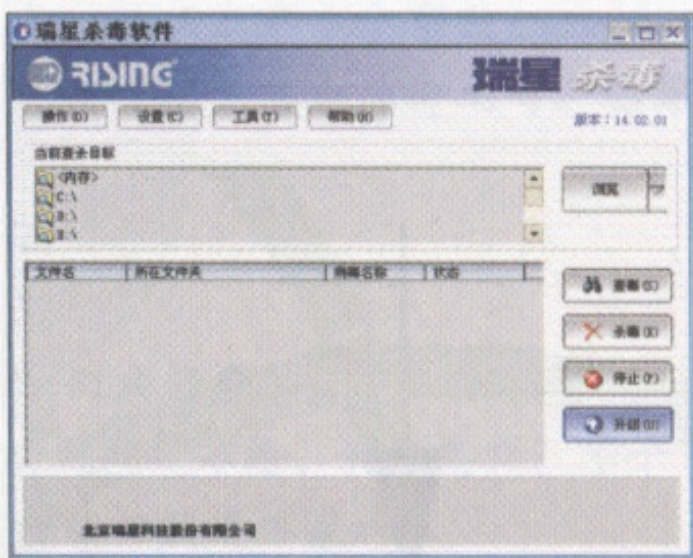 瑞星杀毒软件
RISING 瑞星 杀毒
操作(O) 设置(C) 工具(T) 帮助(H) 版本：14.02.01
当前查杀目标
<内存>
C:\
D:\
E:\
浏览
文件名 所在文件夹 病毒名称 状态
查毒(S)
杀毒(K)
停止(P)
升级(U)
北京瑞星科技股份有限公司